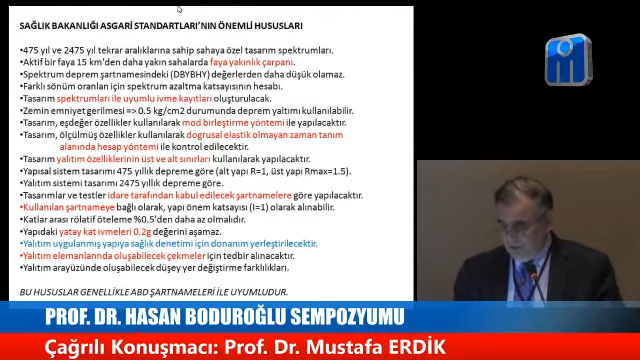 SAĞLIK BAKANLIĞI ASGARİ STANDARTLARI'NIN ÖNEMLİ HUSUSLARI
•475 yıl ve 2475 yıl tekrar aralıklarına sahip sahaya özel tasarım spektrumları.
•Aktif bir faya 15 km'den daha yakın sahalarda faya yakınlık çarpanı.
•Spektrum deprem şartnamesindeki (DBYBHY) değerlerden daha düşük olamaz.
•Farklı sönüm oranları için spektrum azaltma katsayısının hesabı.
•Tasarım spektrumları ile uyumlu ivme kayıtları oluşturulacak.
•Zemin emniyet gerilmesi => 0.5 kg/cm2 durumunda deprem yaltımı kullanılabilir.
•Tasarım, eşdeğer özellikler kullanılarak mod birleştirme yöntemi ile yapılacaktır.
•Tasarım, ölçülmüş özellikler kullanılarak dogrusal elastik olmayan zaman tanım
alanında hesap yöntemi ile kontrol edilecektir.
•Tasarım yalıtım özelliklerinin üst ve alt sınırları kullanılarak yapılacaktır.
•Yapısal sistem tasarımı 475 yıllık depreme göre (alt yapı R=1, üst yapı Rmax=1.5).
•Yalıtım sistemi tasarımı 2475 yıllık depreme göre.
•Tasarımlar ve testler idare tarafından kabul edilecek şartnamelere göre yapılacaktır.
•Kullanılan şartnameye bağlı olarak, yapı önem katsayısı (I=1) olarak alınabilir.
•Katlar arası rölatif öteleme %0.5'den daha az olmalıdır.
•Yapıdaki yatay kat ivmeleri 0.2g değerini aşamaz.
•Yalıtım uygulanmış yapıya sağlık denetimi için donanım yerleştirilecektir.
•Yalıtım elemanlarında oluşabilecek çekmeler için tedbir alınacaktır.
•Yalıtım arayüzünde oluşabilecek düşey yer değiştirme farklılıkları.
BU HUSUSLAR GENELLİKLE ABD ŞARTNAMELERİ İLE UYUMLUDUR.
PROF. DR. HASAN BODUROĞLU SEMPOZYUMU
Çağrılı Konuşmacı: Prof. Dr. Mustafa ERDİK